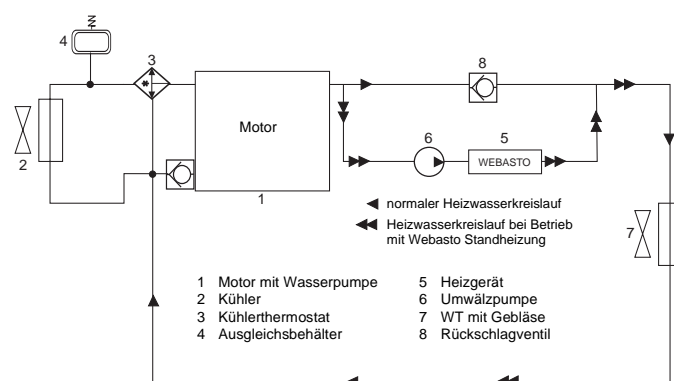 4
3
8
Motor
6
5
WEBASTO
2
1
normaler Heizwasserkreislauf
Heizwasserkreislauf bei Betrieb
mit Webasto Standheizung
7
1 Motor mit Wasserpumpe
2 Kühler
3 Kühlerthermostat
4 Ausgleichsbehälter
5 Heizgerät
6 Umwälzpumpe
7 WT mit Gebläse
8 Rückschlagventil